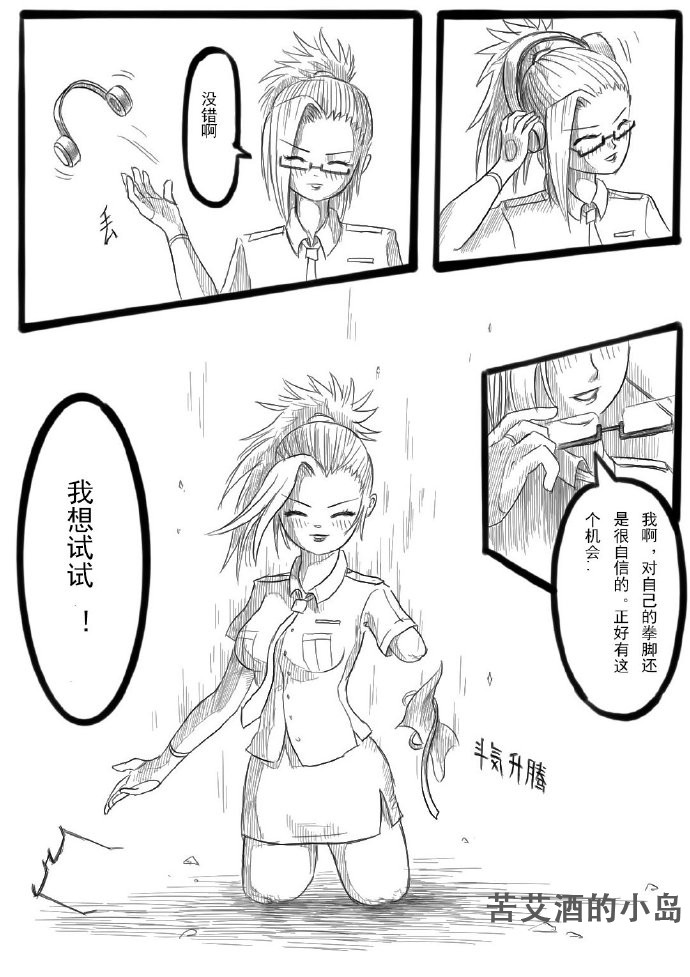 没错啊
丢
我啊，对自己的拳脚还
是很自信的。正好有这
个机会..
我想试试！
斗氣升腾
苦艾酒的小岛